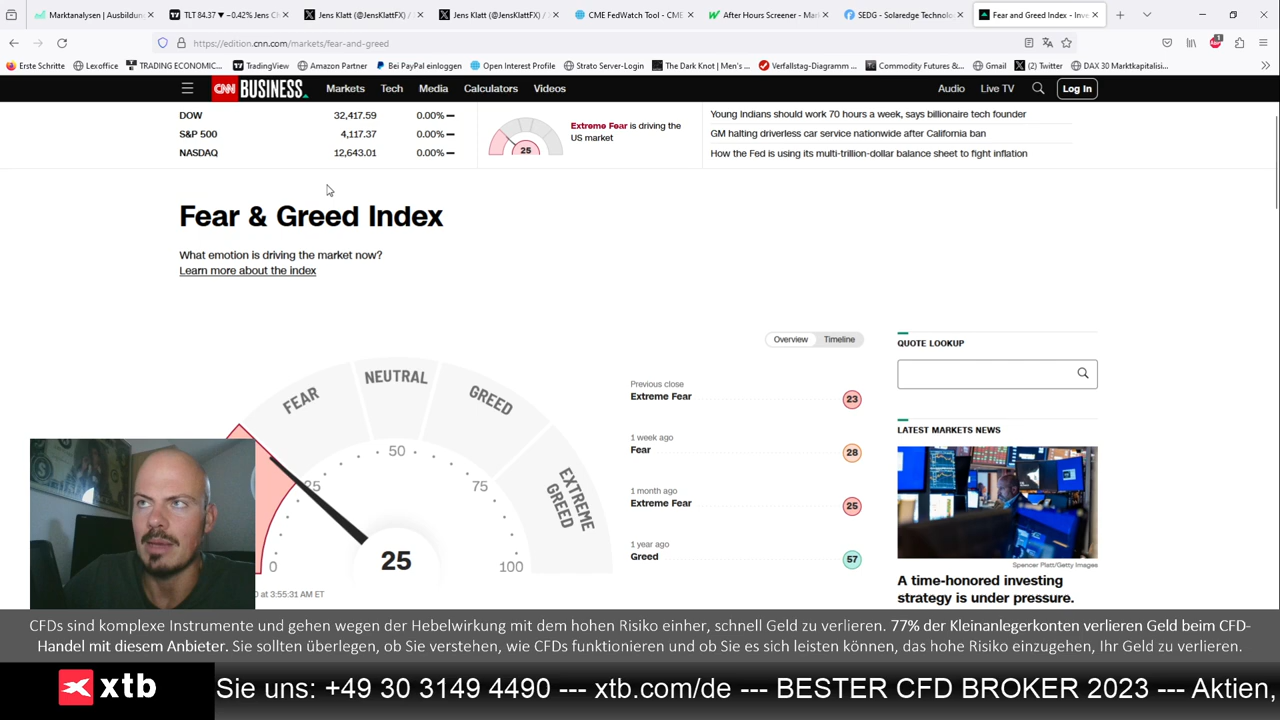 Marktanalysen | Ausbildun
TLT 84.37 ▼ −0.42% Jens C
Jens Klatt (@JensKlattFX) /
Jens Klatt (@JensKlattFX) /
CME FedWatch Tool - CME
After Hours Screener - Mar
SEDG - Solaredge Technolo
Fear and Greed Index - Inve
https://edition.cnn.com/markets/fear-and-greed
1
Erste Schritte
Lexoffice
TRADING ECONOMIC...
TradingView
Amazon Partner
Bei PayPal einloggen
Open Interest Profile
Strato Server-Login
The Dark Knot | Men's ...
Verfallstag-Diagramm ...
Commodity Futures &...
Gmail
(2) Twitter
DAX 30 Marktkapitalisi...
CNN BUSINESS
Markets
Tech
Media
Calculators
Videos
Audio
Live TV
Log In
DOW 32,417.59 0.00%
S&P 500 4,117.37 0.00%
NASDAQ 12,643.01 0.00%
25
Extreme Fear is driving the
US market
Young Indians should work 70 hours a week, says billionaire tech founder
GM halting driverless car service nationwide after California ban
How the Fed is using its multi-trillion-dollar balance sheet to fight inflation
Fear & Greed Index
What emotion is driving the market now?
Learn more about the index
Overview
Timeline
FEAR
NEUTRAL
GREED
EXTREME
GREED
0
25
50
75
100
25
at 3:55:31 AM ET
Previous close
Extreme Fear 23
1 week ago
Fear 28
1 month ago
Extreme Fear 25
1 year ago
Greed 57
QUOTE LOOKUP
LATEST MARKETS NEWS
Spencer Platt/Getty Images
A time-honored investing
strategy is under pressure.
CFDs sind komplexe Instrumente und gehen wegen der Hebelwirkung mit dem hohen Risiko einher, schnell Geld zu verlieren. 77% der Kleinanlegerkonten verlieren Geld beim CFD-
Handel mit diesem Anbieter. Sie sollten überlegen, ob Sie verstehen, wie CFDs funktionieren und ob Sie es sich leisten können, das hohe Risiko einzugehen, Ihr Geld zu verlieren.
xtb
Sie uns: +49 30 3149 4490 --- xtb.com/de --- BESTER CFD BROKER 2023 --- Aktien,